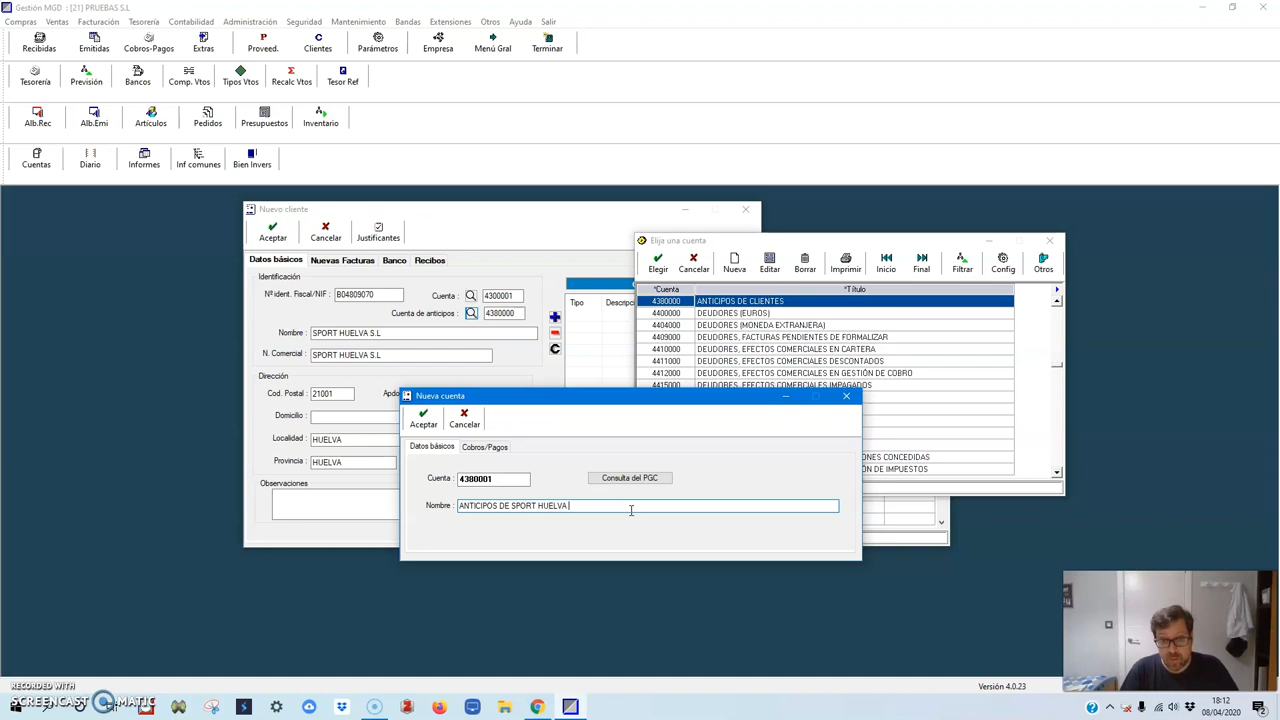 Gestión MGD : [21] PRUEBAS S.L
Compras Ventas Facturación Tesorería Contabilidad Administración Seguridad Mantenimiento Bandas Extensiones Otros Ayuda Salir
Recibidas Emitidas Cobros-Pagos Extras Proveed. Clientes Parámetros Empresa Menú Gral Terminar
Tesorería Previsión Bancos Comp. Vtos Tipos Vtos Recalc Vtos Tesor Ref
Alb.Rec Alb.Emi Artículos Pedidos Presupuestos Inventario
Cuentas Diario Informes Inf comunes Bien Invers
Nuevo cliente
Aceptar Cancelar Justificantes
Datos básicos Nuevas Facturas Banco Recibos
Identificación
Nº ident. Fiscal/NIF : B04809070 Cuenta : 4300001
Cuenta de anticipos : 4380000
Nombre : SPORT HUELVA S.L
N. Comercial : SPORT HUELVA S.L
Dirección
Cod. Postal : 21001
Domicilio :
Localidad : HUELVA
Provincia : HUELVA
Observaciones
Tipo
Elija una cuenta
Elegir Cancelar Nueva Editar Borrar Imprimir Inicio Final Filtrar Config Otros
*Cuenta *Título
4380000 ANTICIPOS DE CLIENTES
4400000 DEUDORES (EUROS)
4404000 DEUDORES (MONEDA EXTRANJERA)
4409000 DEUDORES, FACTURAS PENDIENTES DE FORMALIZAR
4410000 DEUDORES, EFECTOS COMERCIALES EN CARTERA
4411000 DEUDORES, EFECTOS COMERCIALES DESCONTADOS
4412000 DEUDORES, EFECTOS COMERCIALES EN GESTIÓN DE COBRO
4415000 DEUDORES, EFECTOS COMERCIALES IMPAGADOS
IONES CONCEDIDAS
ÓN DE IMPUESTOS
Nueva cuenta
Aceptar Cancelar
Datos básicos Cobros/Pagos
Cuenta : 4380001 Consulta del PGC
Nombre : ANTICIPOS DE SPORT HUELVA
Versión 4.0.23
RECORDED WITH
SCREENCAST MATIC
18:12
08/04/2020